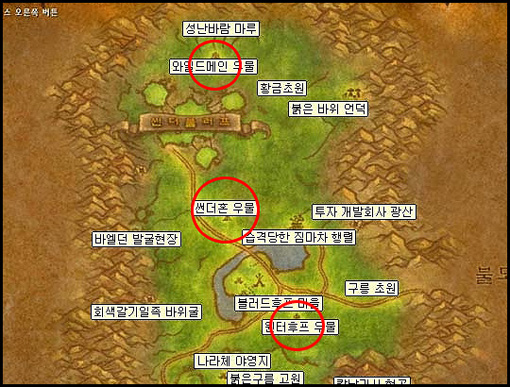 스 오른쪽 버튼
성난바람 마루
와일드메인 우물
황금초원
붉은 바위 언덕
썬더 블러프
썬더혼 우물
투자 개발회사 광산
바엘던 발굴현장
습격당한 짐마차 행렬
구릉 초원
블러드후프 마을
회색갈기일족 바위굴
윈터후프 우물
나라체 야영지
붉은구름 고원